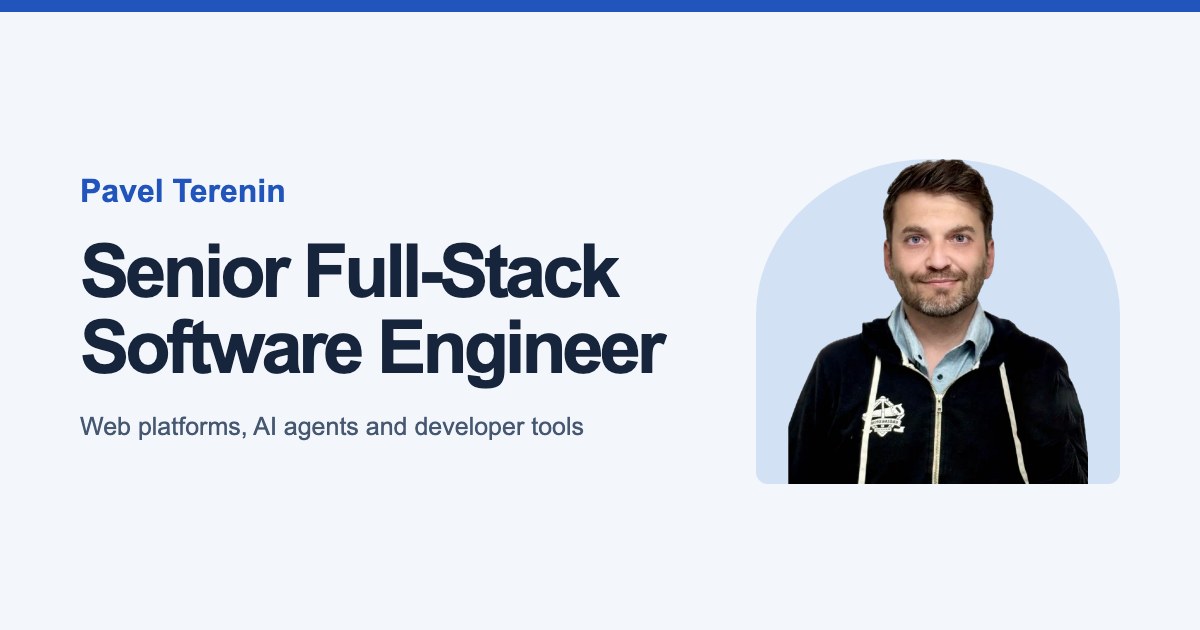 Pavel Terenin
Senior Full-Stack
Software Engineer
Web platforms, AI agents and developer tools